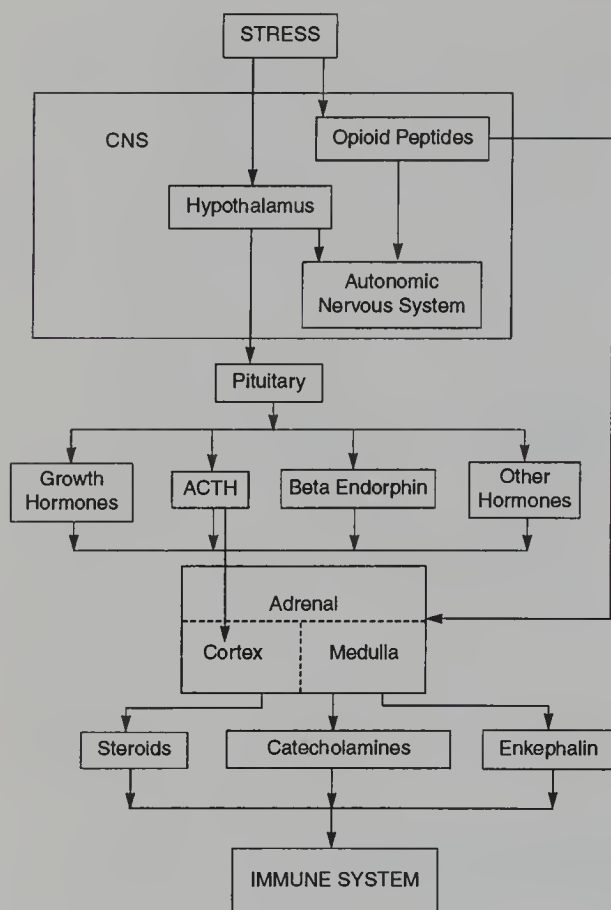 STRESS
CNS
Opioid Peptides
Hypothalamus
Autonomic
Nervous System
Pituitary
Growth
Hormones
ACTH
Beta Endorphin
Other
Hormones
Adrenal
Cortex
Medulla
Steroids
Catecholamines
Enkephalin
IMMUNE SYSTEM